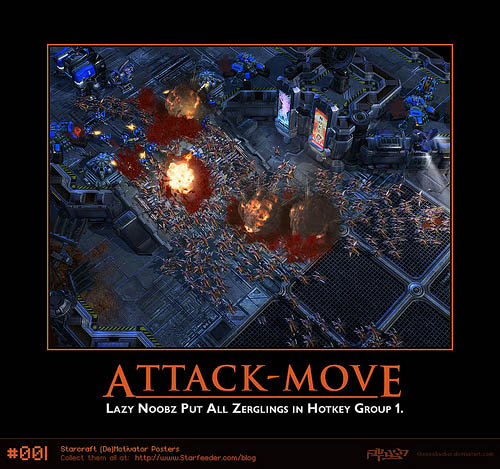 ATTACK-MOVE
LAZY NOOBZ PUT ALL ZERGLINGS IN HOTKEY GROUP 1.
#001
Starcraft (De)Motivator Posters
Collect them all at: http://www.Starfeeder.com/blog